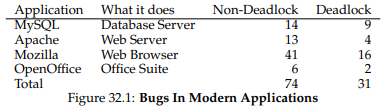 Application What it does Non-Deadlock Deadlock
MySQL Database Server 14 9
Apache Web Server 13 4
Mozilla Web Browser 41 16
OpenOffice Office Suite 6 2
Total 74 31
Figure 32.1: Bugs In Modern Applications